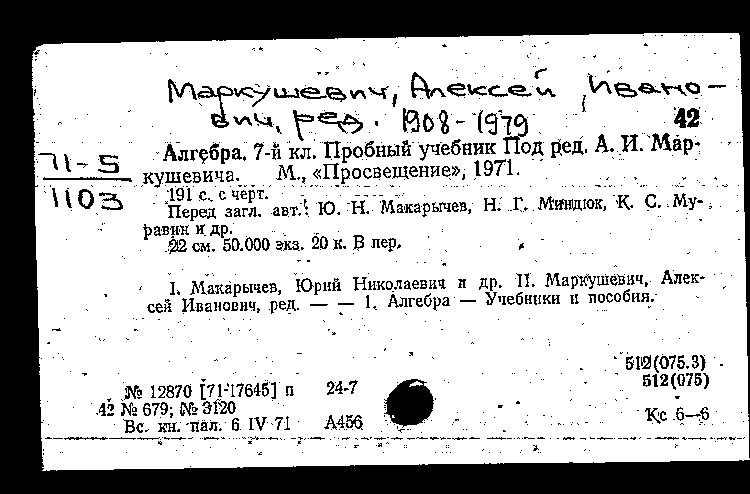 Маркушевич, Алексей Ивано-
вич, ред. 1908-1979
42
Алгебра. 7-й кл. Пробный учебник Под ред. А. И. Мар-
71-5
кушевича. М., «Просвещение», 1971.
1103
191 с. с черт.
Перед загл. авт.: Ю. Н. Макарычев, Н. Г. Миндюк, К. С. Му-
равин и др.
22 см. 50.000 экз. 20 к. В пер.
I. Макарычев, Юрий Николаевич и др. II. Маркушевич, Алек-
сей Иванович, ред. — — 1. Алгебра — Учебники и пособия.
512(075.3)
№ 12870 [71-17645] п 24-7 512(075)
42 № 679; № 3120
Вс. кн. пал. 6 IV 71 А456 Кс 6—6